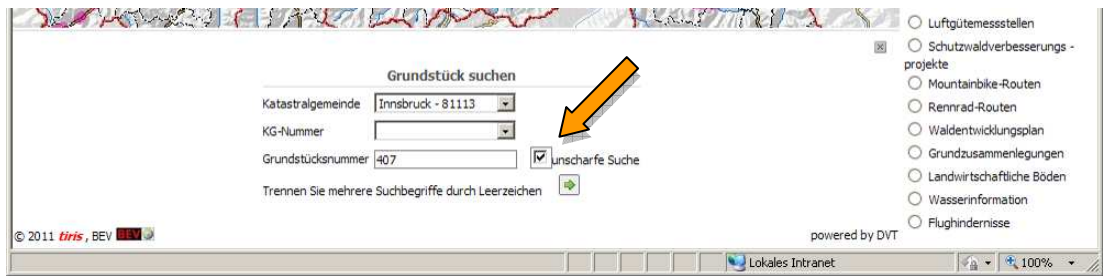 Grundstück suchen
Katastralgemeinde Innsbruck - 81113
KG-Nummer
Grundstücksnummer 407 unscharfe Suche
Trennen Sie mehrere Suchbegriffe durch Leerzeichen
© 2011 tiris , BEV BEV
powered by DVT
Luftgütemessstellen
Schutzwaldverbesserungs -
projekte
Mountainbike-Routen
Rennrad-Routen
Waldentwicklungsplan
Grundzusammenlegungen
Landwirtschaftliche Böden
Wasserinformation
Flughindernisse
Lokales Intranet 100%